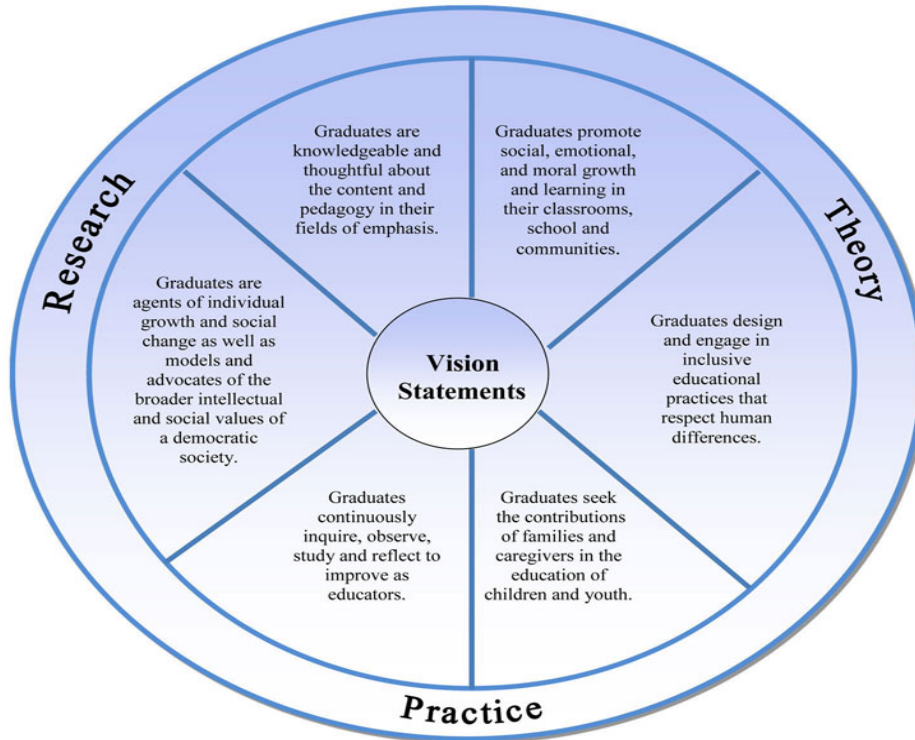 Research
Theory
Practice
Vision
Statements
Graduates are
knowledgeable and
thoughtful about
the content and
pedagogy in their
fields of emphasis.
Graduates promote
social, emotional,
and moral growth
and learning in
their classrooms,
school and
communities.
Graduates design
and engage in
inclusive
educational
practices that
respect human
differences.
Graduates seek
the contributions
of families and
caregivers in the
education of
children and youth.
Graduates
continuously
inquire, observe,
study and reflect to
improve as
educators.
Graduates are
agents of individual
growth and social
change as well as
models and
advocates of the
broader intellectual
and social values of
a democratic
society.